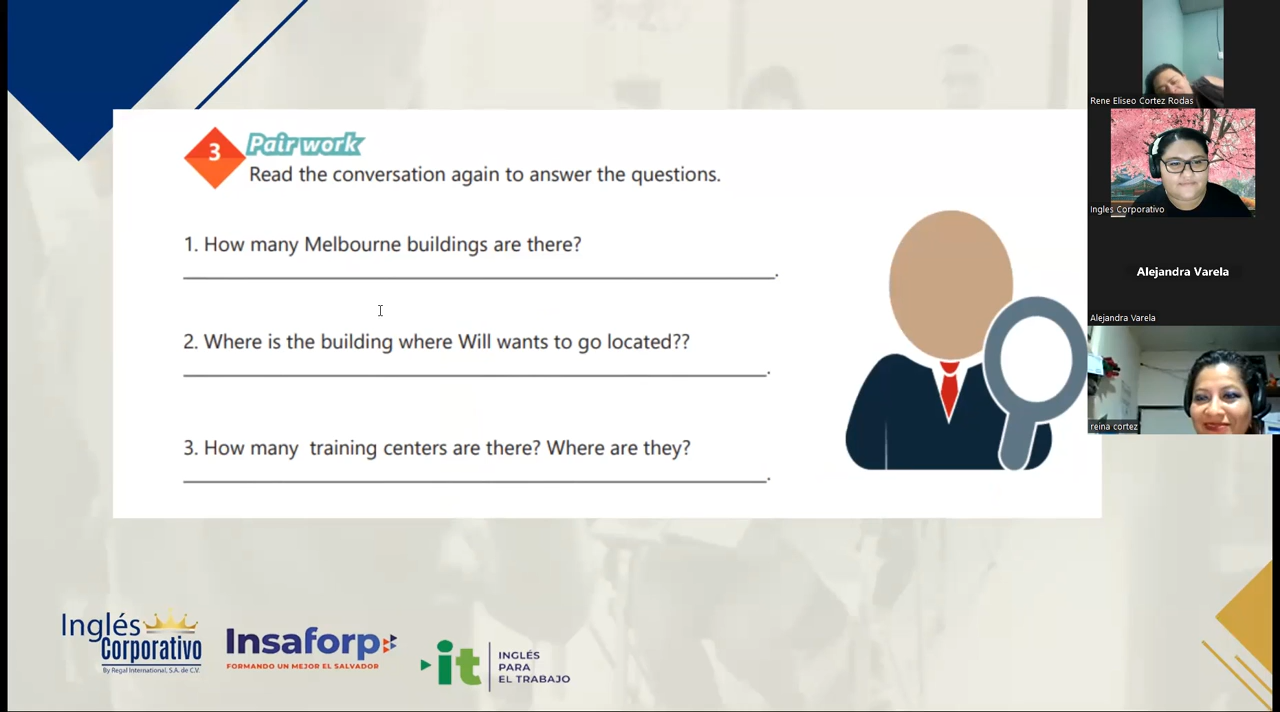 3
Pair work
Read the conversation again to answer the questions.
1. How many Melbourne buildings are there?
2. Where is the building where Will wants to go located??
3. How many training centers are there? Where are they?
Inglés
Corporativo
By Regal International, S.A. de C.V.
Insaforp
FORMANDO UN MEJOR EL SALVADOR
it
INGLÉS
PARA
EL TRABAJO
Rene Eliseo Cortez Rodas
Ingles Corporativo
Alejandra Varela
Alejandra Varela
reina cortez